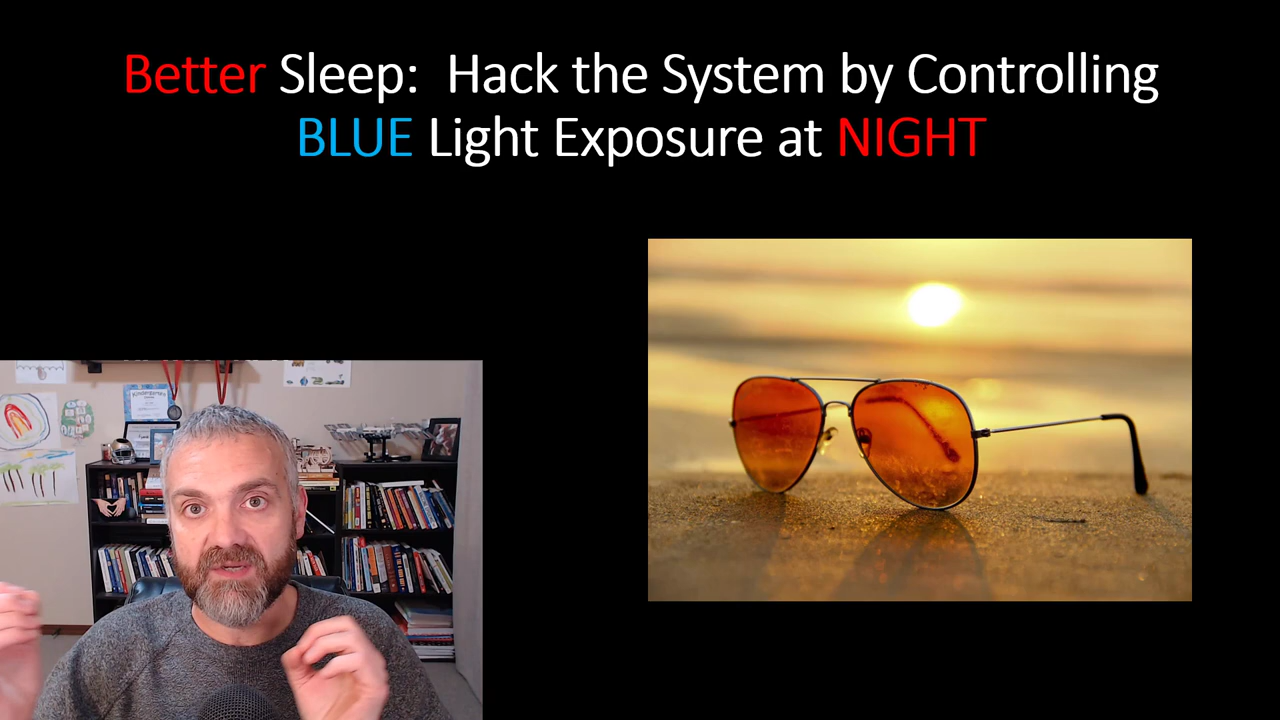 Better Sleep: Hack the System by Controlling
BLUE Light Exposure at NIGHT